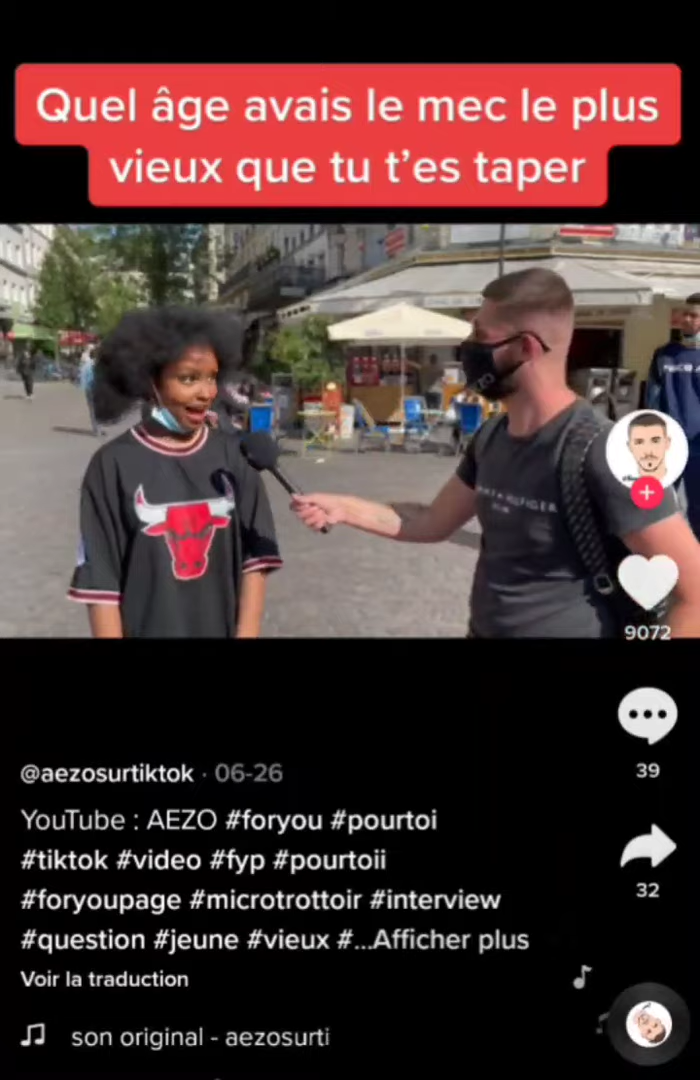 Quel âge avais le mec le plus
vieux que tu t'es taper
9072
39
@aezosurtiktok · 06-26
YouTube : AEZO #foryou #pourtoi
#tiktok #video #fyp #pourtoii
32
#foryoupage #microtrottoir #interview
#question #jeune #vieux #...Afficher plus
Voir la traduction
son original - aezosurti